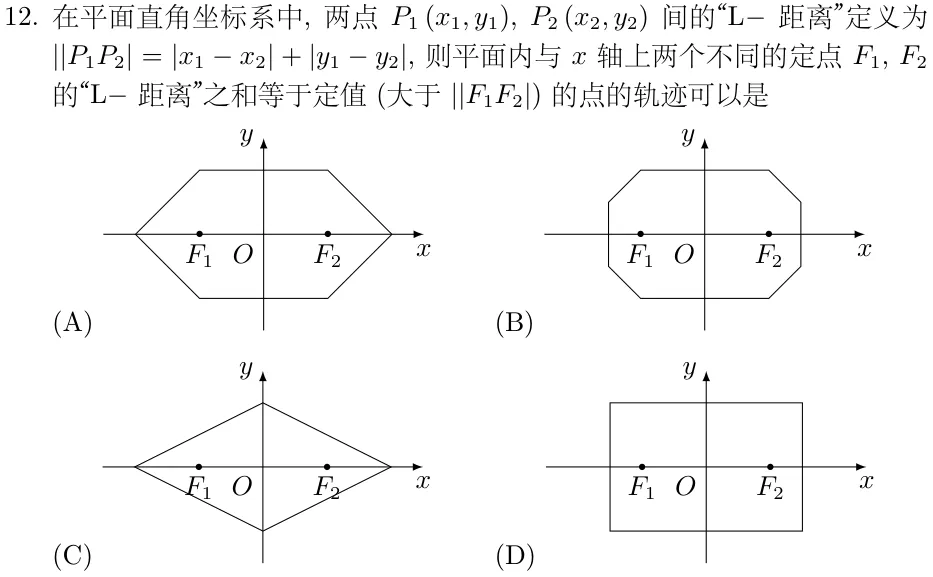 12. 在平面直角坐标系中, 两点 P₁ (x₁, y₁), P₂ (x₂, y₂) 间的“L− 距离”定义为
||P₁P₂| = |x₁ − x₂| + |y₁ − y₂|, 则平面内与 x 轴上两个不同的定点 F₁, F₂
的“L− 距离”之和等于定值 (大于 ||F₁F₂|) 的点的轨迹可以是
y
F₁ O F₂ x
(A)
y
F₁ O F₂ x
(B)
y
F₁ O F₂ x
(C)
y
F₁ O F₂ x
(D)